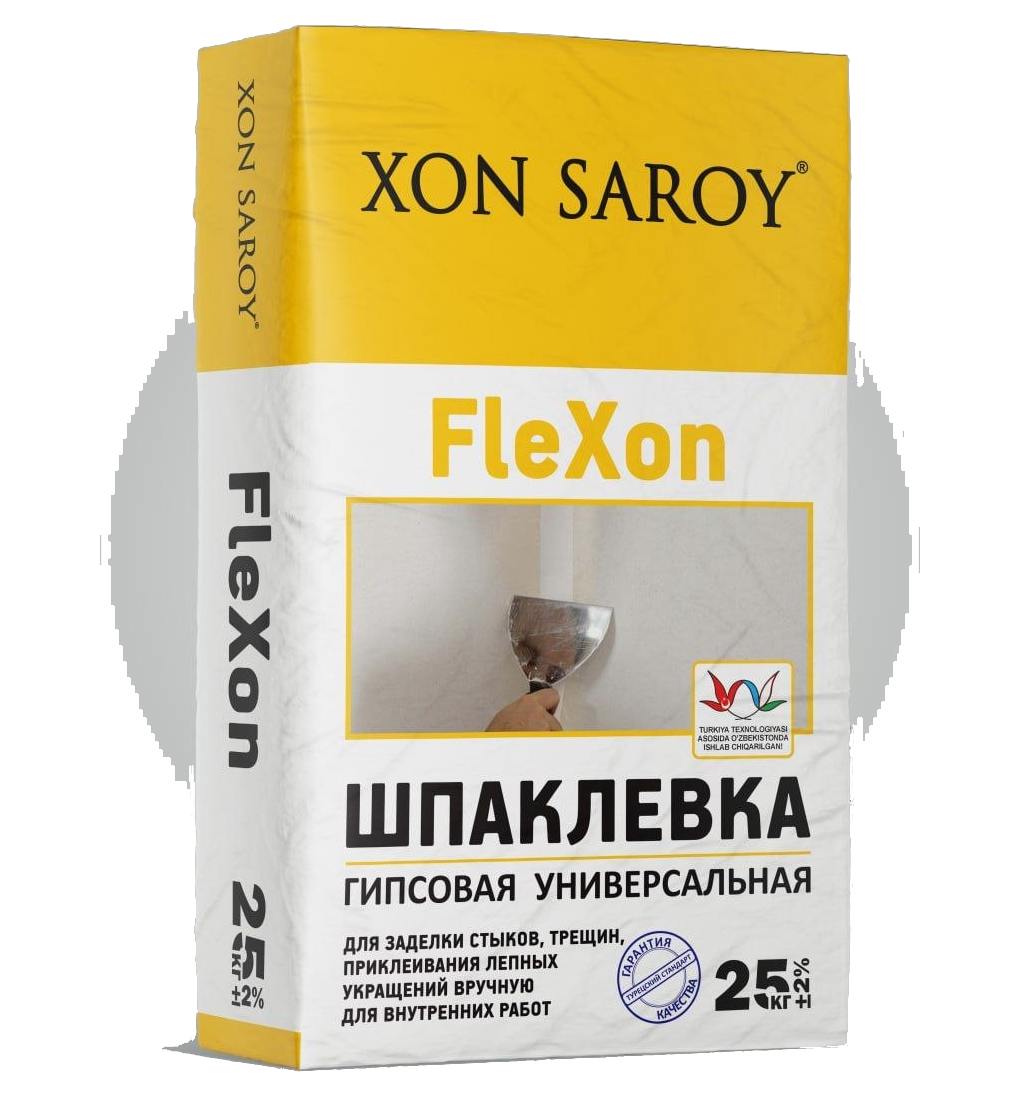 XON SAROY®
FleXon
TURKIYA TEXNOLOGIYASI
ASOSIDA O'ZBEKISTONDA
ISHLAB CHIQARILGAN!
ШПАКЛЕВКА
ГИПСОВАЯ УНИВЕРСАЛЬНАЯ
ДЛЯ ЗАДЕЛКИ СТЫКОВ, ТРЕЩИН,
ПРИКЛЕИВАНИЯ ЛЕПНЫХ
УКРАЩЕНИЙ ВРУЧНУЮ
ДЛЯ ВНУТРЕННИХ РАБОТ
ГАРАНТИЯ
ТУРЕЦСКИЙ СТАНДАРТ
КАЧЕСТВА
25 КГ ±2%
XON SAROY®
FleXon
25 КГ ±2%